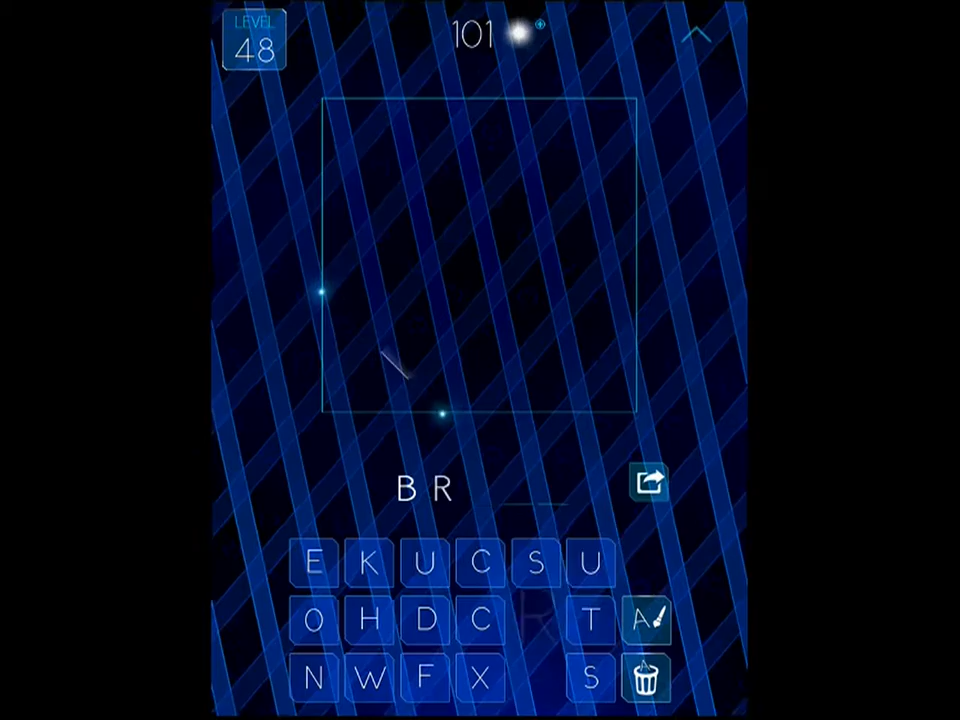 LEVEL
48
101
B R
E K U C S U
O H D C T A
N W F X S